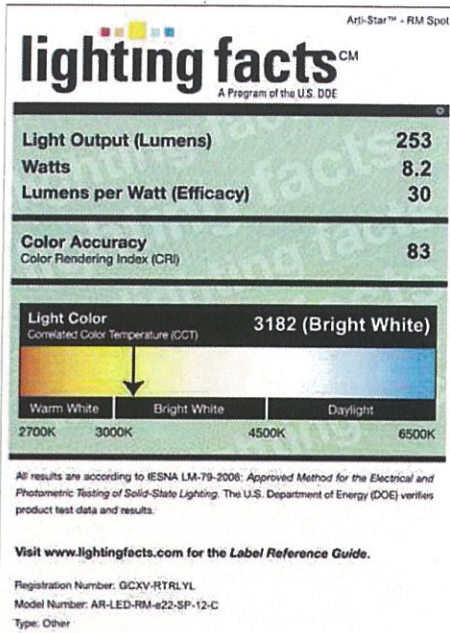 Arti-Star™ - RM Spot
lighting facts CM
A Program of the U.S. DOE
Light Output (Lumens) 253
Watts 8.2
Lumens per Watt (Efficacy) 30
Color Accuracy 83
Color Rendering Index (CRI)
Light Color 3182 (Bright White)
Correlated Color Temperature (CCT)
Warm White Bright White Daylight
2700K 3000K 4500K 6500K
All results are according to IESNA LM-79-2008: Approved Method for the Electrical and
Photometric Testing of Solid-State Lighting. The U.S. Department of Energy (DOE) verifies
product test data and results.
Visit www.lightingfacts.com for the Label Reference Guide.
Registration Number: GCXV-RTRLYL
Model Number: AR-LED-RM-e22-SP-12-C
Type: Other